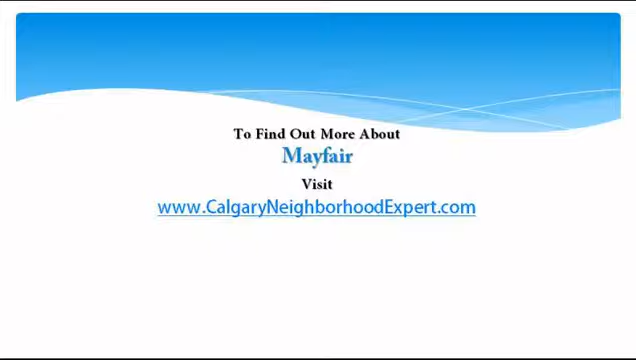 To Find Out More About
Mayfair
Visit
www.CalgaryNeighborhoodExpert.com